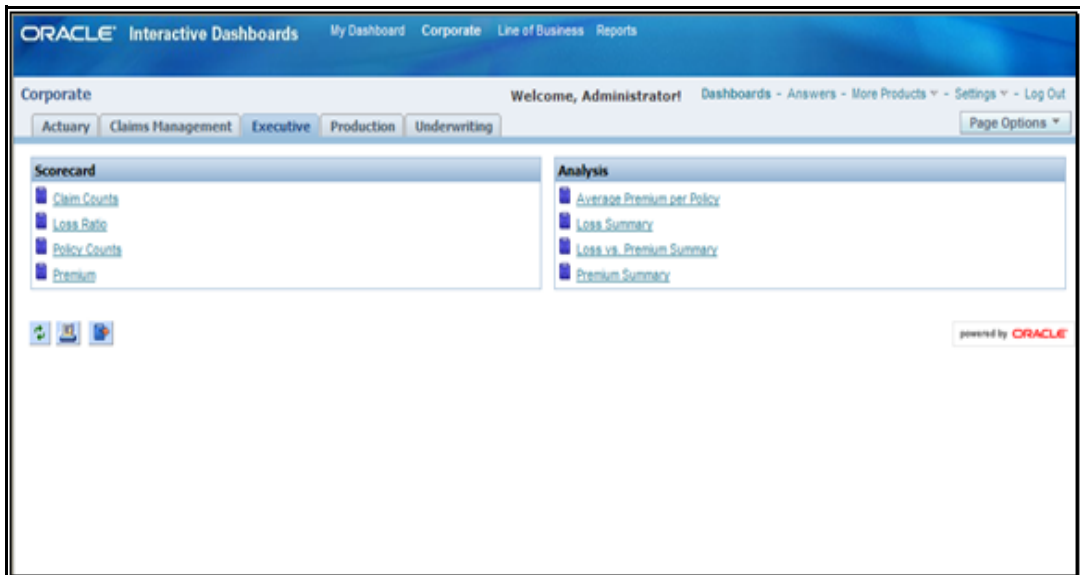 ORACLE Interactive Dashboards My Dashboard Corporate Line of Business Reports
Corporate Welcome, Administrator! Dashboards - Answers - More Products - Settings - Log Out
Actuary Claims Management Executive Production Underwriting Page Options
Scorecard
Claim Counts
Loss Ratio
Policy Counts
Premium
Analysis
Average Premium per Policy
Loss Summary
Loss vs. Premium Summary
Premium Summary
powered by ORACLE